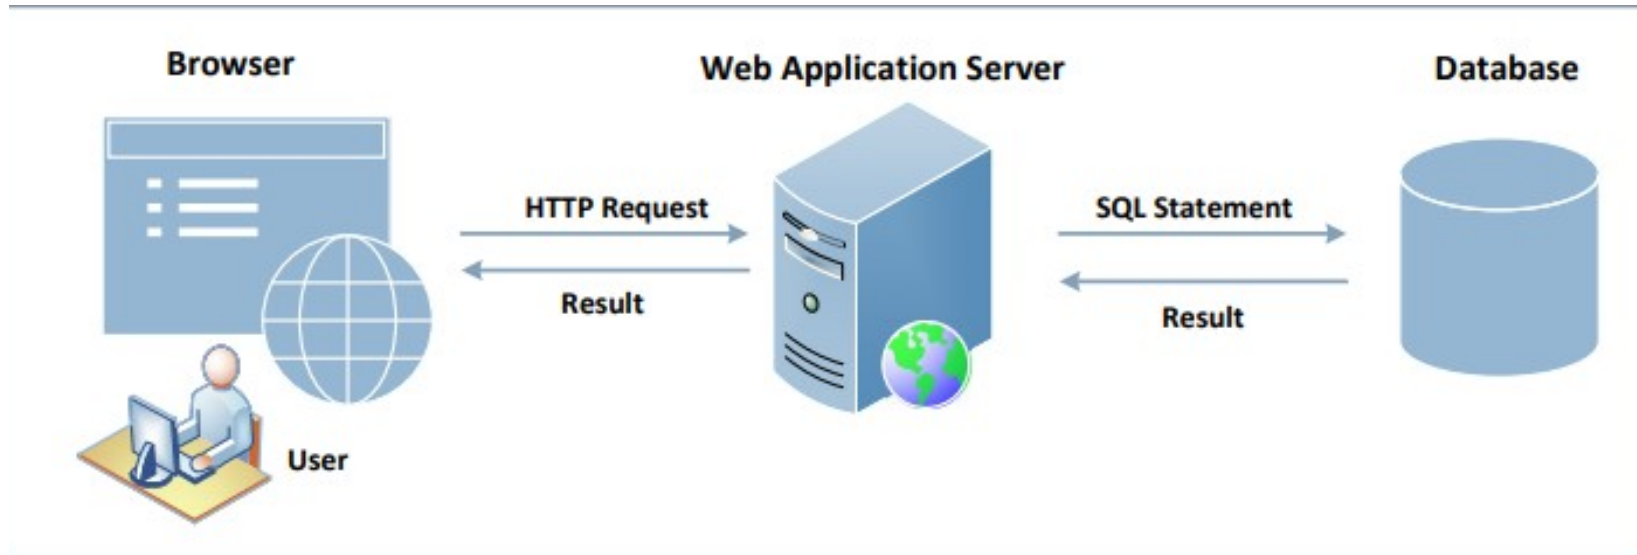 Browser
Web Application Server
Database
HTTP Request
SQL Statement
Result
Result
User